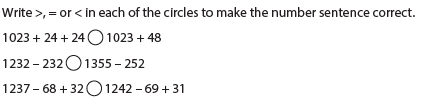 Write >, = or < in each of the circles to make the number sentence correct.
1023 + 24 + 24 ◯ 1023 + 48
1232 – 232 ◯ 1355 – 252
1237 – 68 + 32 ◯ 1242 – 69 + 31